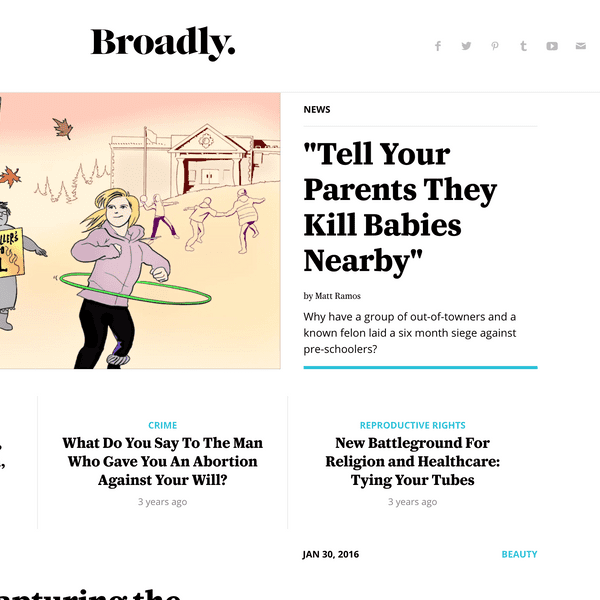 Broadly.
NEWS
"Tell Your
Parents They
Kill Babies
Nearby"
by Matt Ramos
Why have a group of out-of-towners and a
known felon laid a six month siege against
pre-schoolers?
CRIME
What Do You Say To The Man
Who Gave You An Abortion
Against Your Will?
3 years ago
REPRODUCTIVE RIGHTS
New Battleground For
Religion and Healthcare:
Tying Your Tubes
3 years ago
JAN 30, 2016
BEAUTY
the